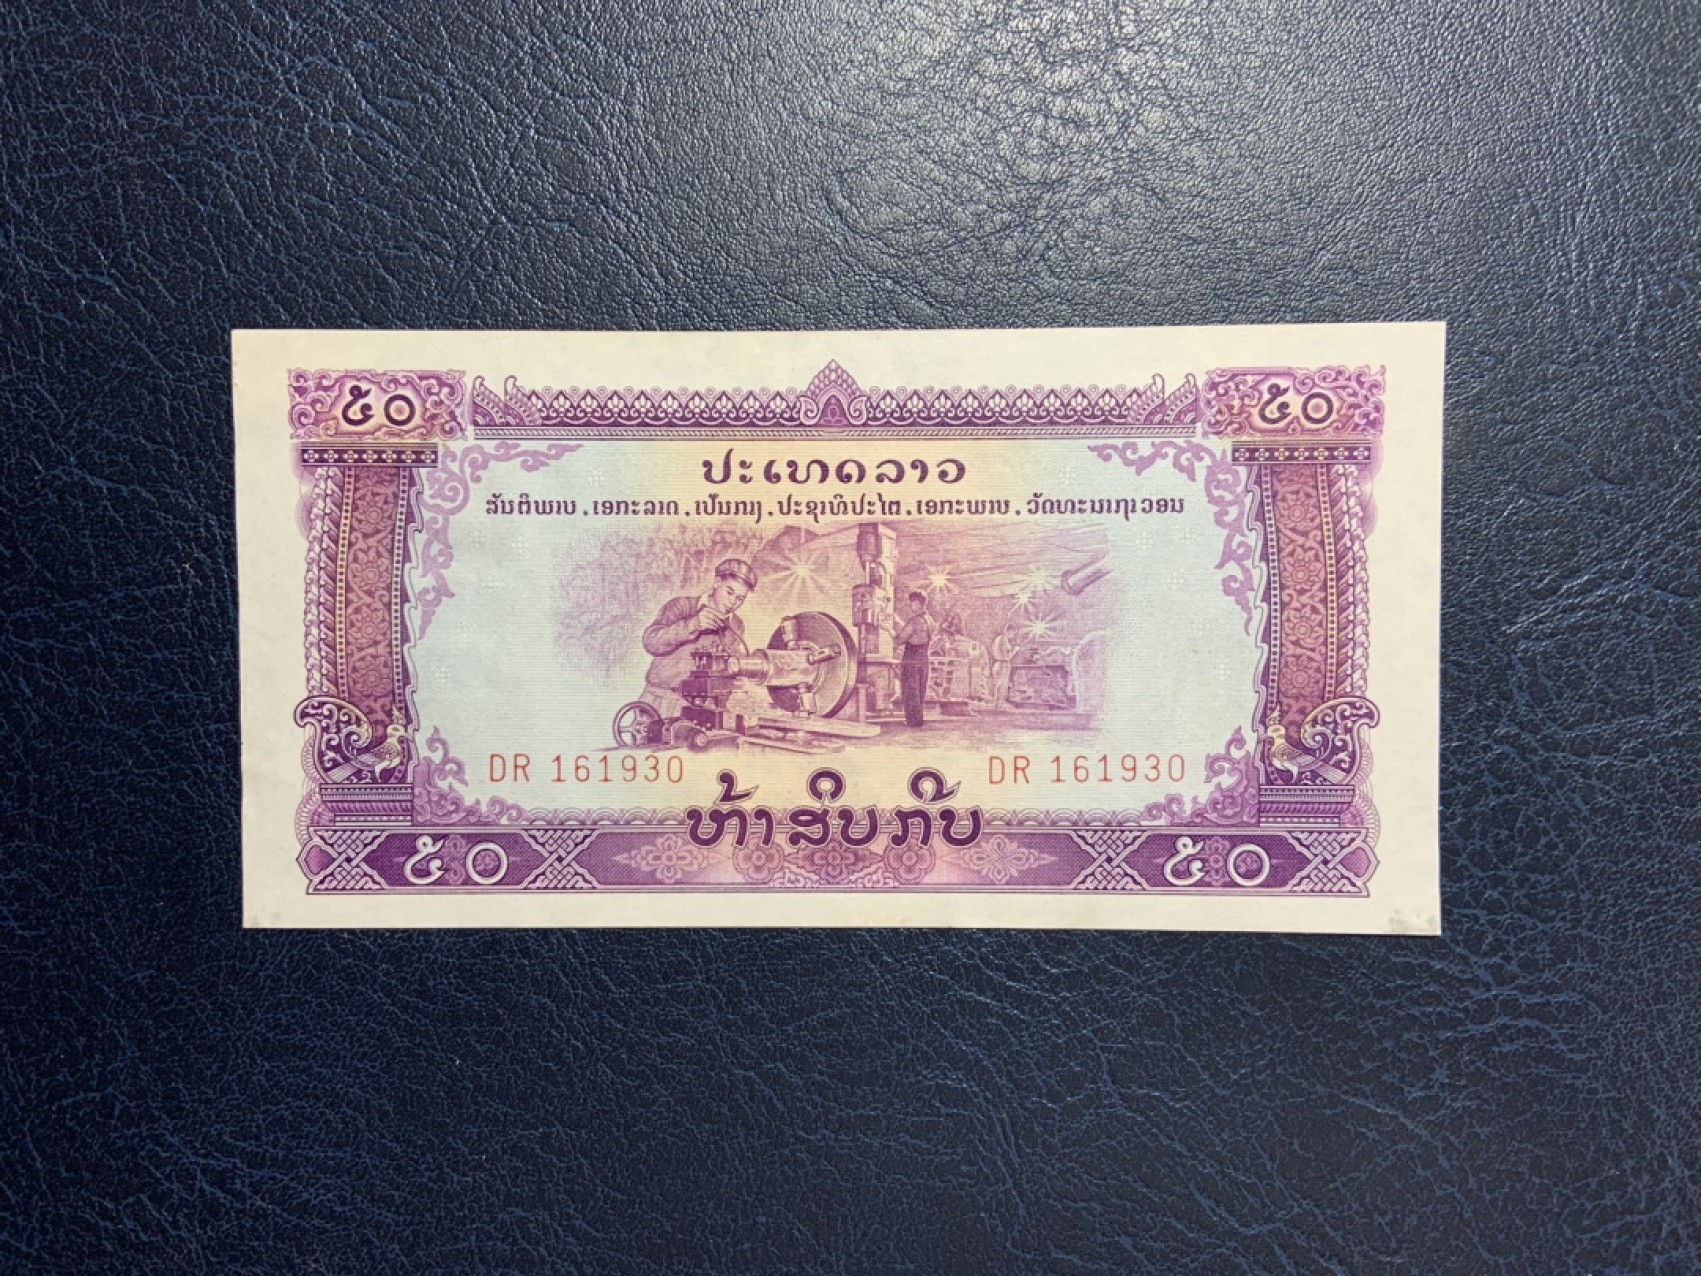 ໕໐ ໕໐
ປະເທດລາວ
ສັນຕິພາບ, ເອກະລາດ, ເປັນກາງ, ປະຊາທິປະໄຕ, ເອກະພາບ, ວັດທະນາຖາວອນ
DR 161930 DR 161930
ຫ້າສິບກີບ
໕໐ ໕໐